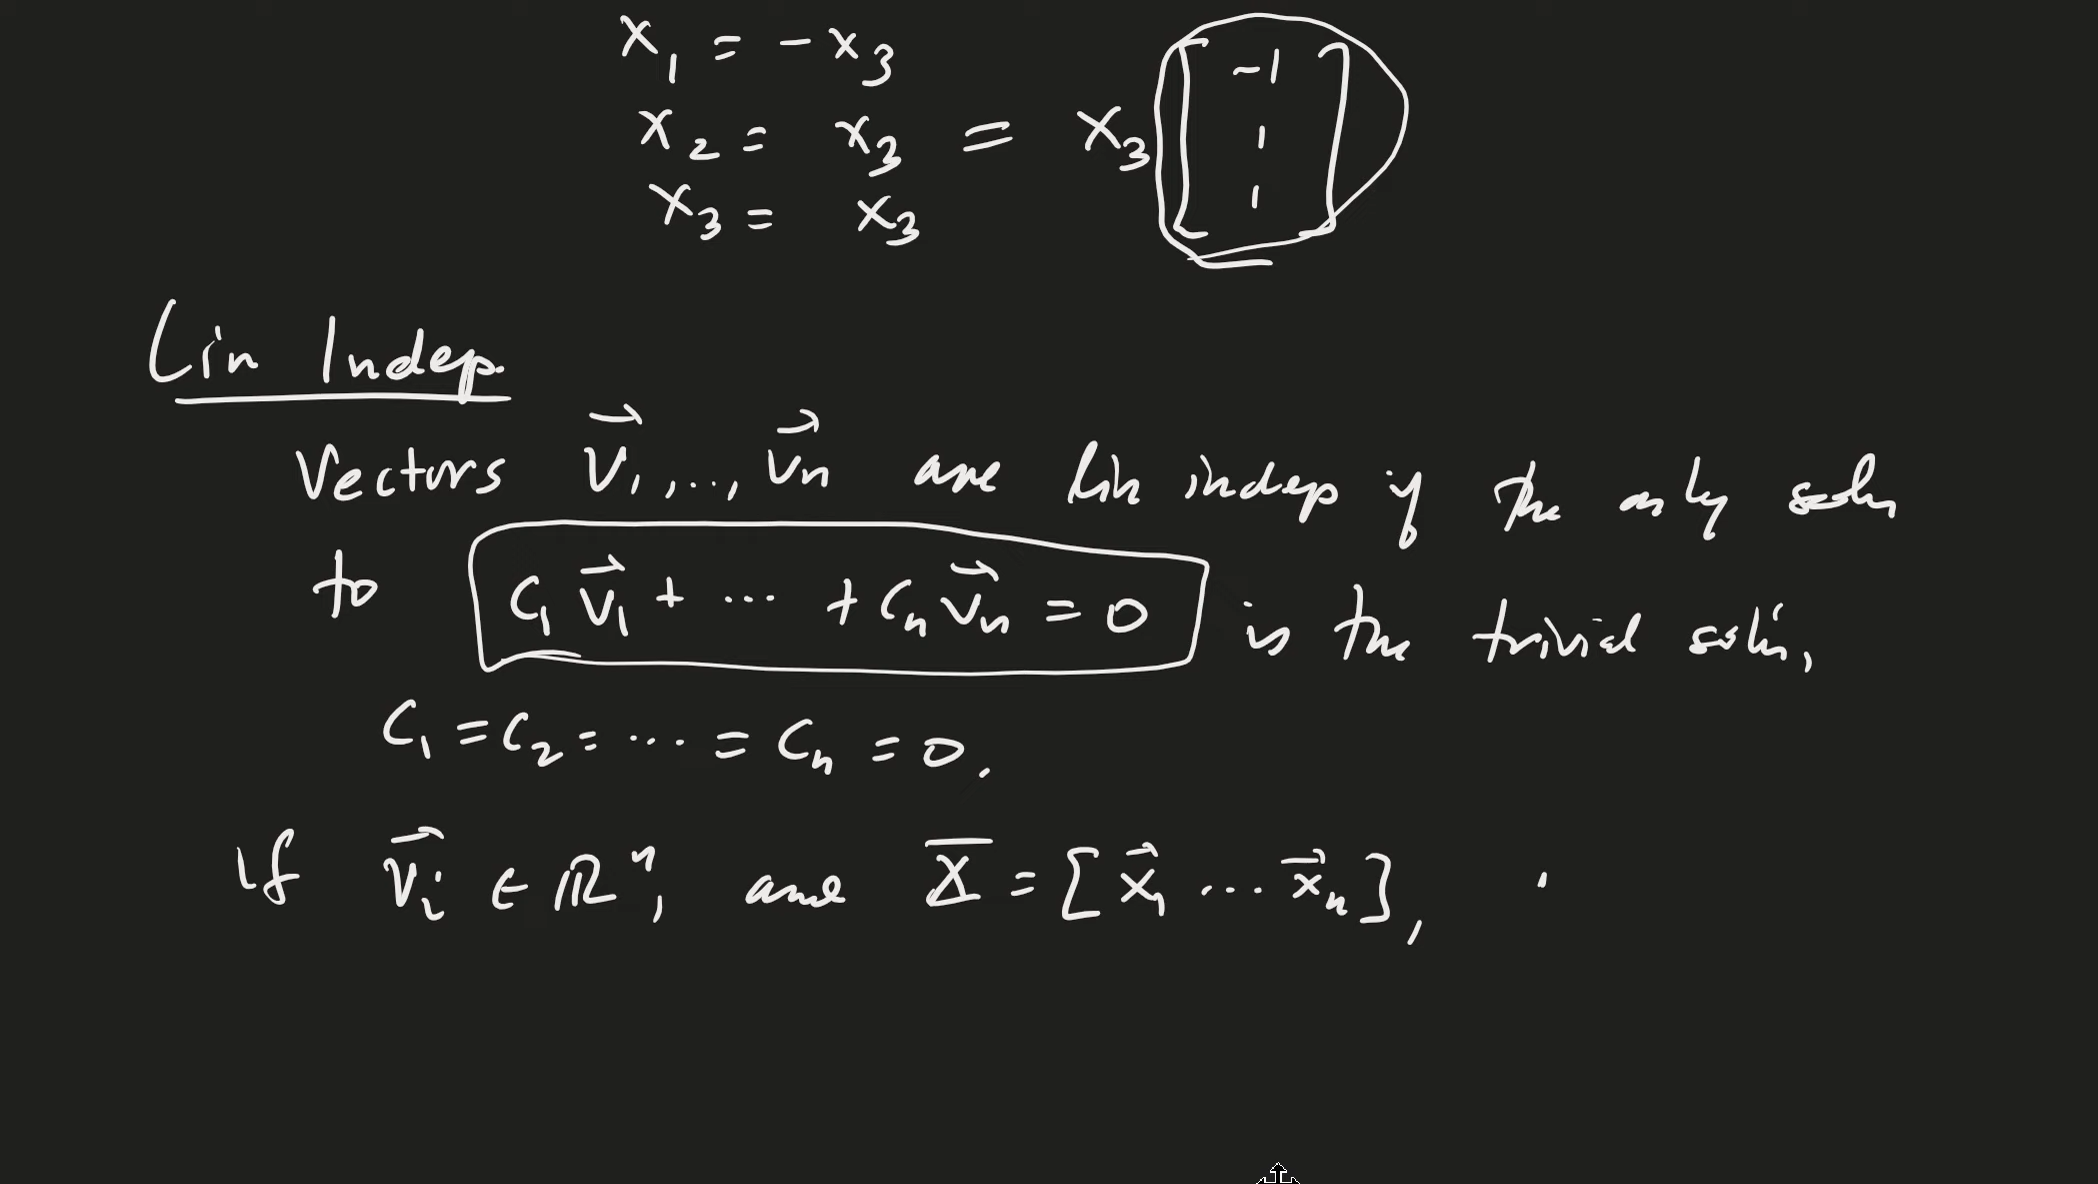 x₁ = -x₃
x₂ = x₃ = x₃ [ -1 1 1 ]
x₃ = x₃
Lin Indep.
Vectors v⃗₁, .., v⃗n are lin indep if the only soln
to c₁v⃗₁ + ... + cₙv⃗ₙ = 0 is the trivial sol'n,
c₁ = c₂ = ... = cₙ = 0.
If v⃗ᵢ ∈ ℝⁿ, and X = [x⃗₁ ... x⃗ₙ],